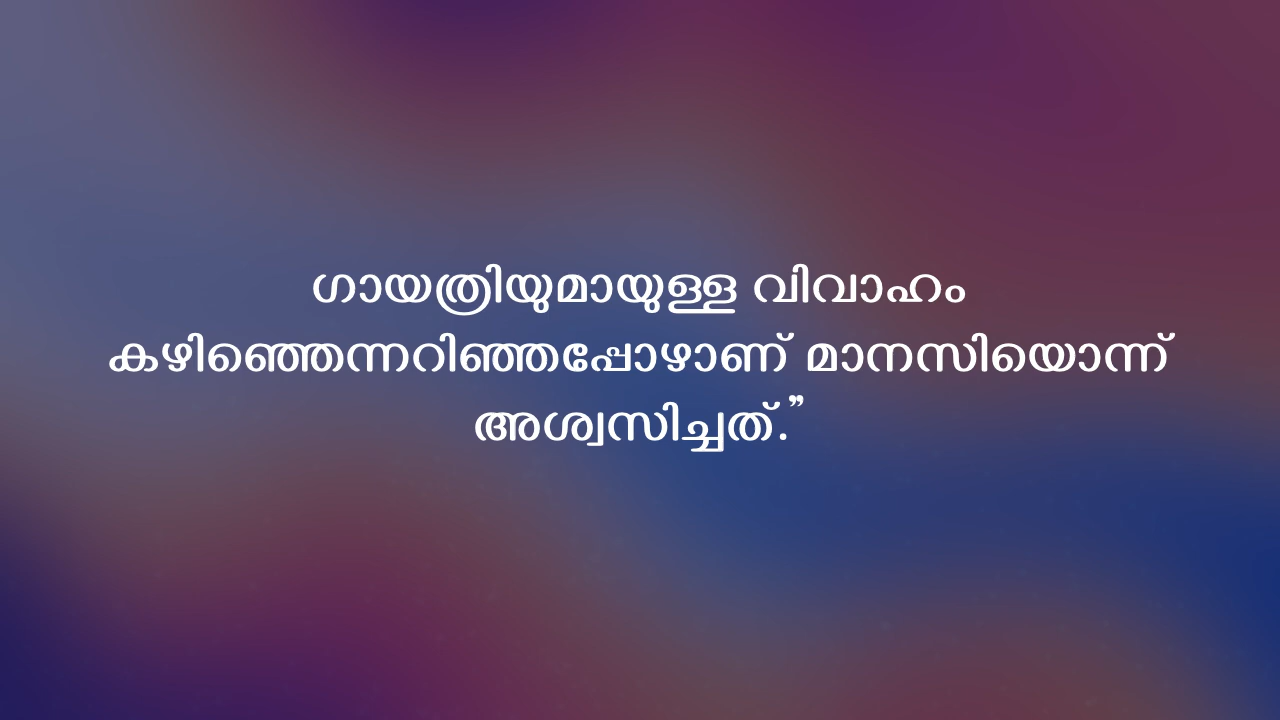 ഗായത്രിയുമായുള്ള വിവാഹം
കഴിഞ്ഞെന്നറിഞ്ഞപ്പോഴാണ് മാനസിയൊന്ന്
അശ്വസിച്ചത്.”